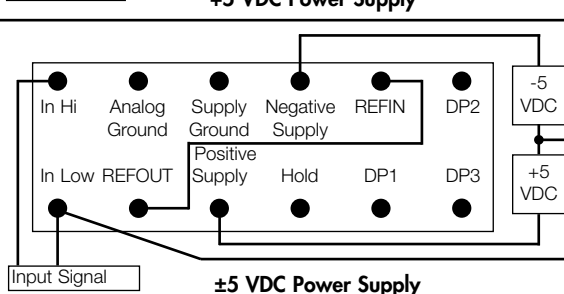 +5 VDC Power Supply
In Hi Analog Supply Negative REFIN DP2
Ground Ground Supply
Positive
In Low REFOUT Supply Hold DP1 DP3
-5
VDC
+5
VDC
Input Signal
±5 VDC Power Supply